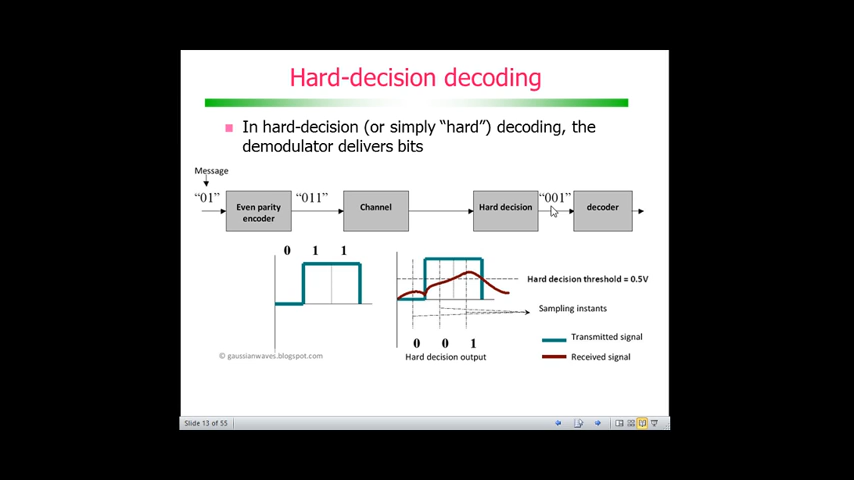 Hard-decision decoding
In hard-decision (or simply “hard”) decoding, the
demodulator delivers bits
Message
“01”
Even parity
encoder
“011”
Channel
Hard decision
“001”
decoder
0 1 1
Hard decision threshold = 0.5V
Sampling instants
0 0 1
Hard decision output
Transmitted signal
Received signal
© gaussianwaves.blogspot.com
Slide 13 of 55